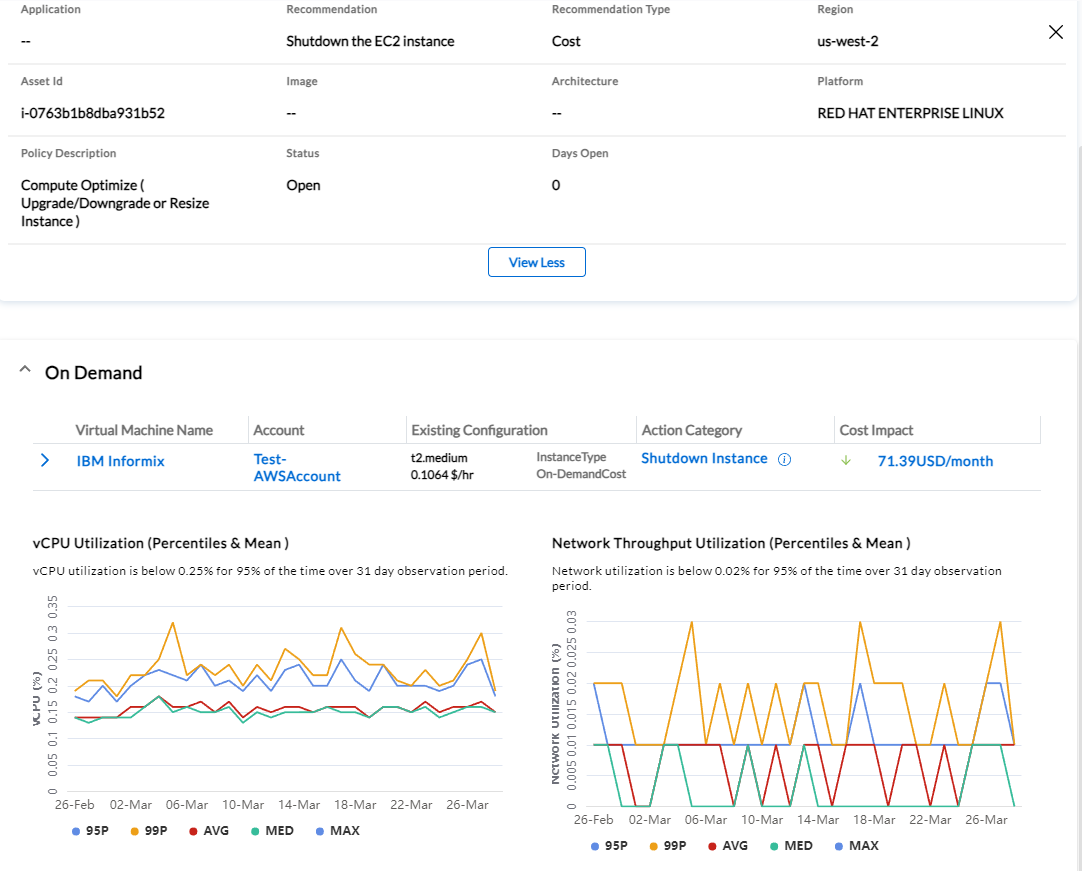 Application Recommendation Recommendation Type Region
-- Shutdown the EC2 instance Cost us-west-2
Asset Id Image Architecture Platform
i-0763b1b8dba931b52 -- -- RED HAT ENTERPRISE LINUX
Policy Description Status Days Open
Compute Optimize ( Open 0
Upgrade/Downgrade or Resize
Instance )
View Less
On Demand
Virtual Machine Name Account Existing Configuration Action Category Cost Impact
IBM Informix Test- t2.medium InstanceType Shutdown Instance 71.39USD/month
AWSAccount 0.1064 $/hr On-DemandCost
vCPU Utilization (Percentiles & Mean )
vCPU utilization is below 0.25% for 95% of the time over 31 day observation period.
0.35
0.3
0.25
0.2
0.15
0.1
0.05
0
vCPU (%)
26-Feb 02-Mar 06-Mar 10-Mar 14-Mar 18-Mar 22-Mar 26-Mar
95P 99P AVG MED MAX
Network Throughput Utilization (Percentiles & Mean )
Network utilization is below 0.02% for 95% of the time over 31 day observation
period.
0.03
0.025
0.02
0.015
0.01
0.005
0
Network Utilization (%)
26-Feb 02-Mar 06-Mar 10-Mar 14-Mar 18-Mar 22-Mar 26-Mar
95P 99P AVG MED MAX